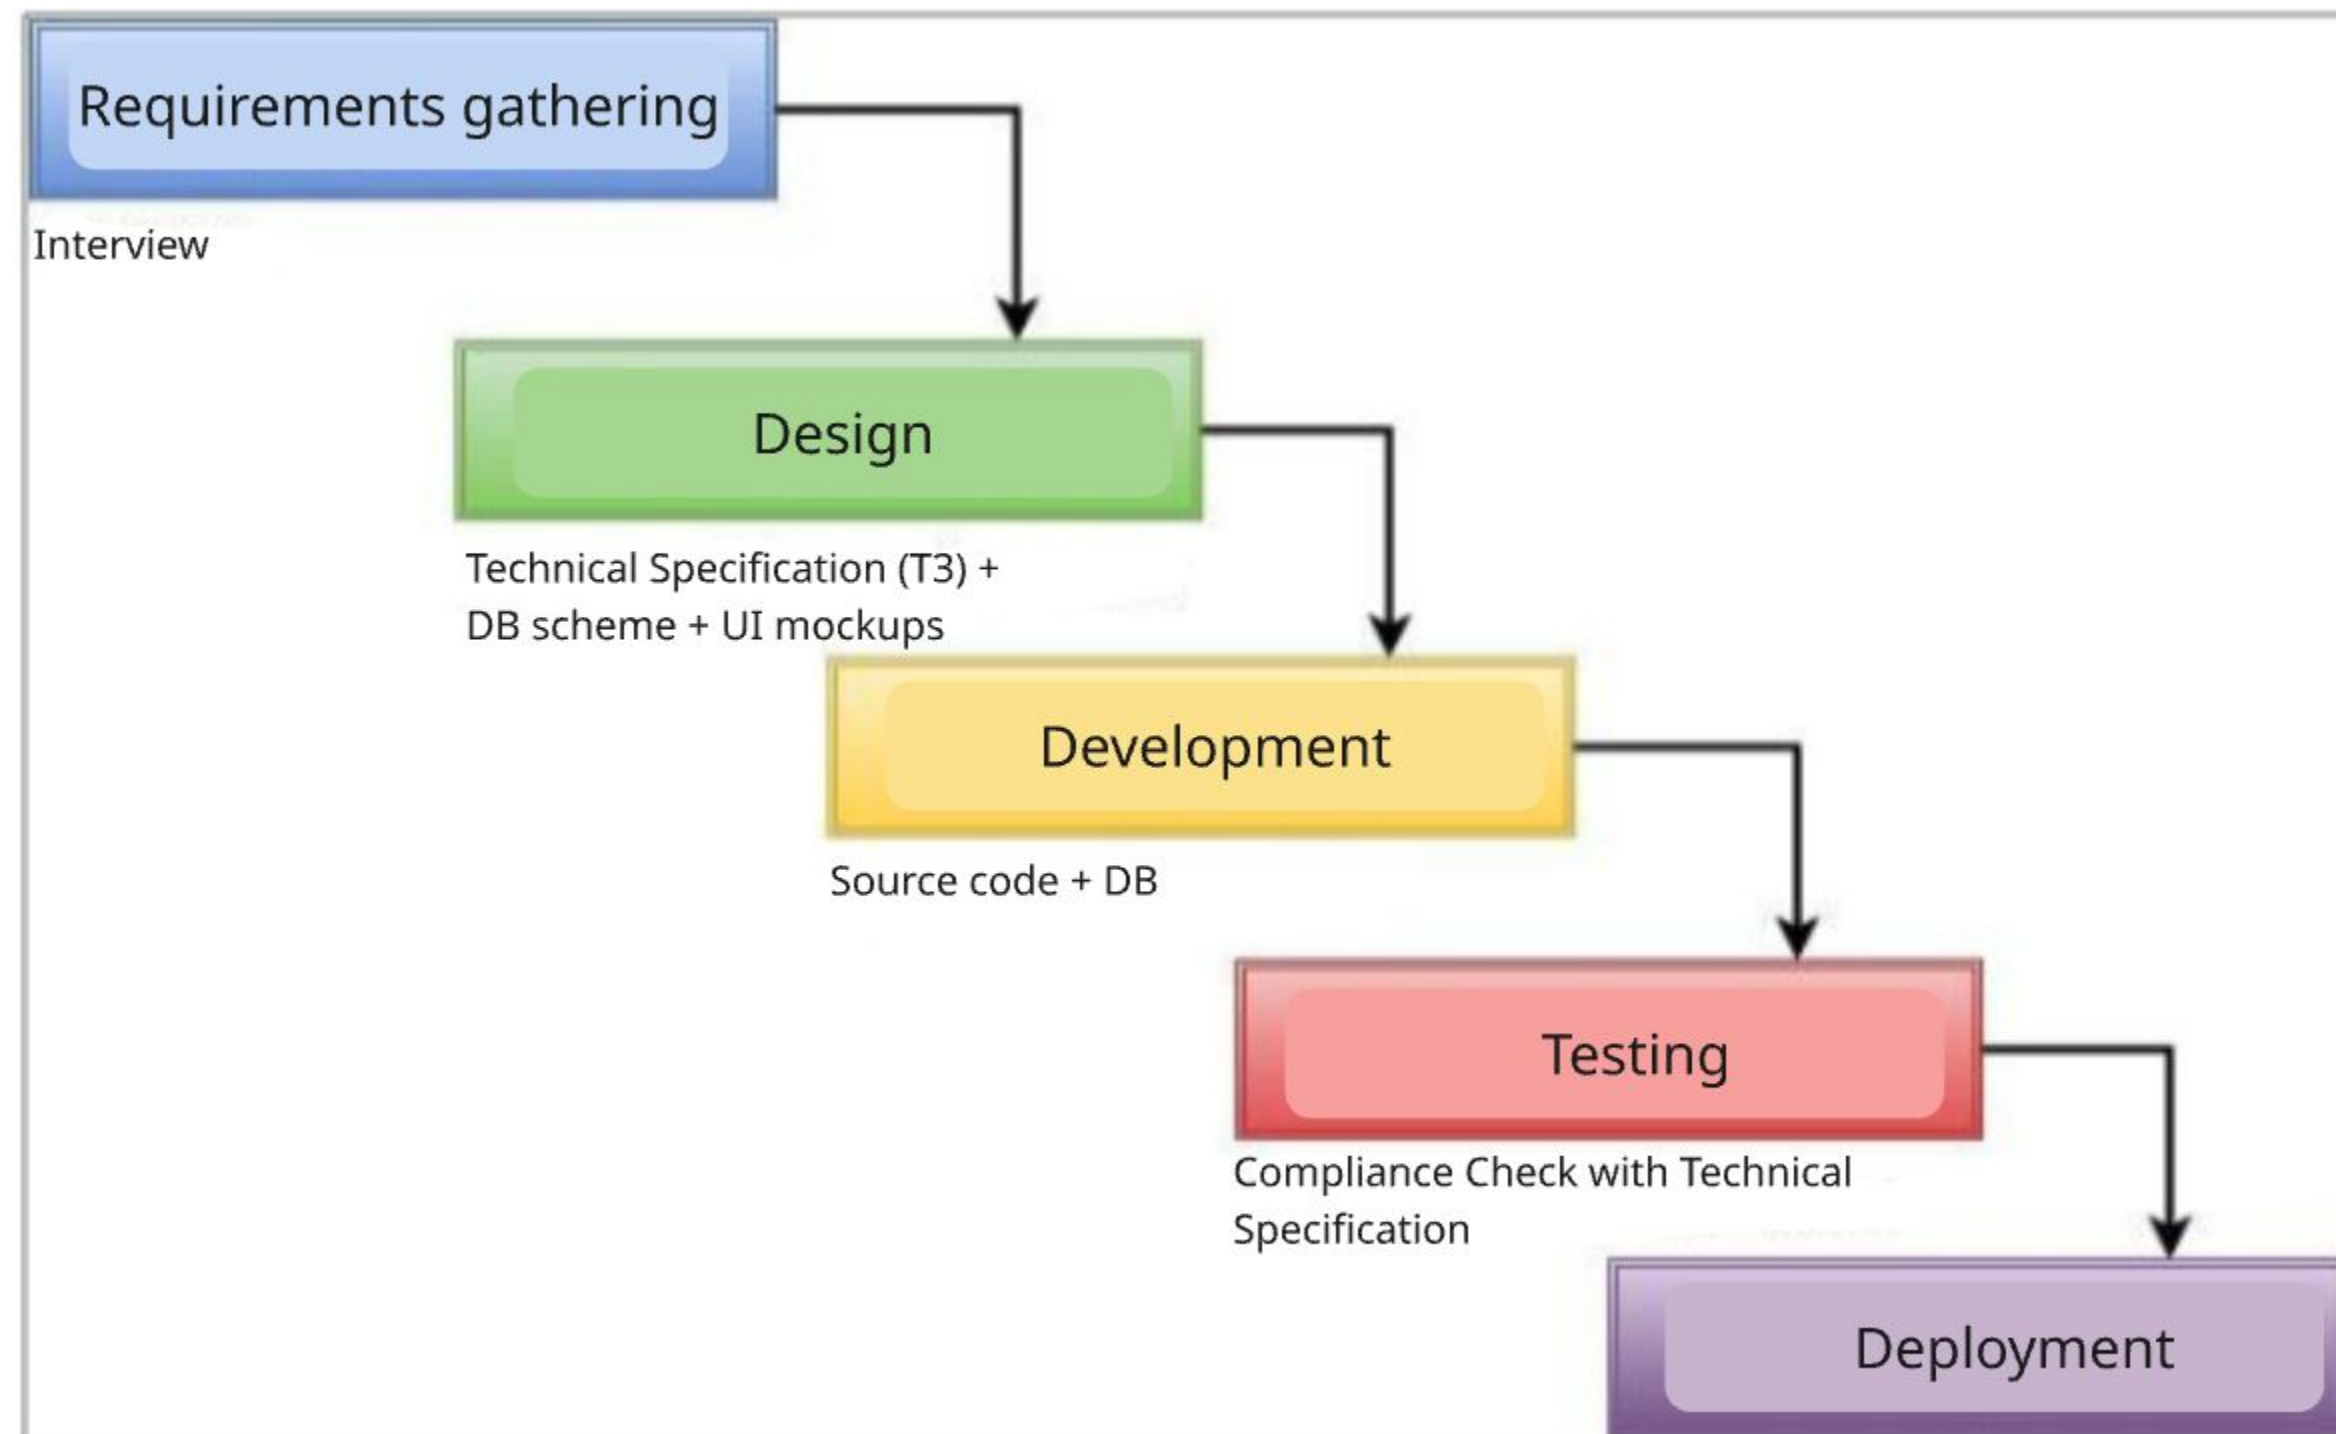 Requirements gathering
Interview
Design
Technical Specification (T3) +
DB scheme + UI mockups
Development
Source code + DB
Testing
Compliance Check with Technical
Specification
Deployment